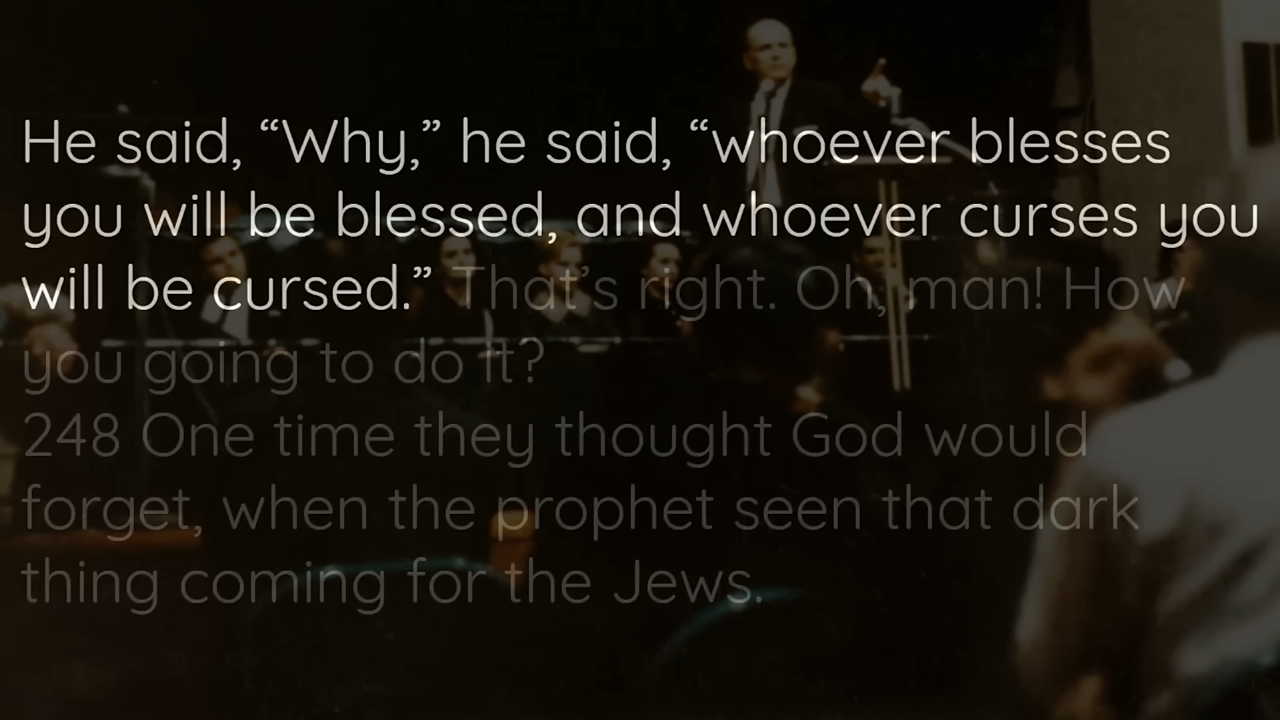 He said, “Why,” he said, “whoever blesses
you will be blessed, and whoever curses you
will be cursed.” That’s right. Oh, man! How
you going to do it?
248 One time they thought God would
forget, when the prophet seen that dark
thing coming for the Jews.